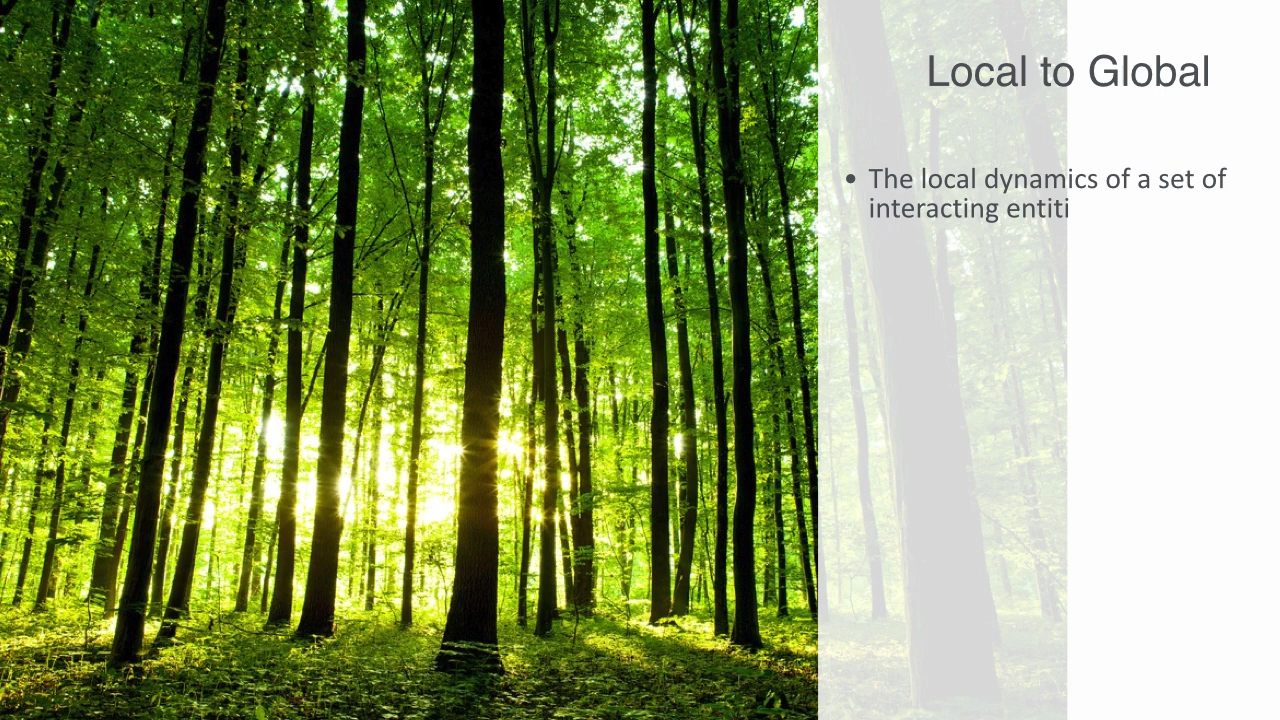 Local to Global
• The local dynamics of a set of
interacting entiti